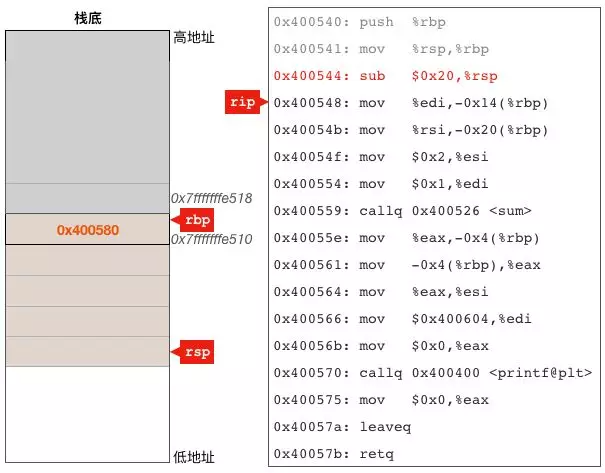 栈底
高地址
0x7fffffffe518
rbp
0x400580
0x7fffffffe510
rsp
低地址
rip
0x400540: push %rbp
0x400541: mov %rsp,%rbp
0x400544: sub $0x20,%rsp
0x400548: mov %edi,-0x14(%rbp)
0x40054b: mov %rsi,-0x20(%rbp)
0x40054f: mov $0x2,%esi
0x400554: mov $0x1,%edi
0x400559: callq 0x400526 <sum>
0x40055e: mov %eax,-0x4(%rbp)
0x400561: mov -0x4(%rbp),%eax
0x400564: mov %eax,%esi
0x400566: mov $0x400604,%edi
0x40056b: mov $0x0,%eax
0x400570: callq 0x400400 <printf@plt>
0x400575: mov $0x0,%eax
0x40057a: leaveq
0x40057b: retq